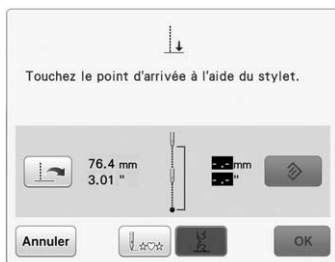 Touchez le point d'arrivée à l'aide du stylet.
76.4 mm
3.01 "
-.-mm
-.-"
Annuler
OK